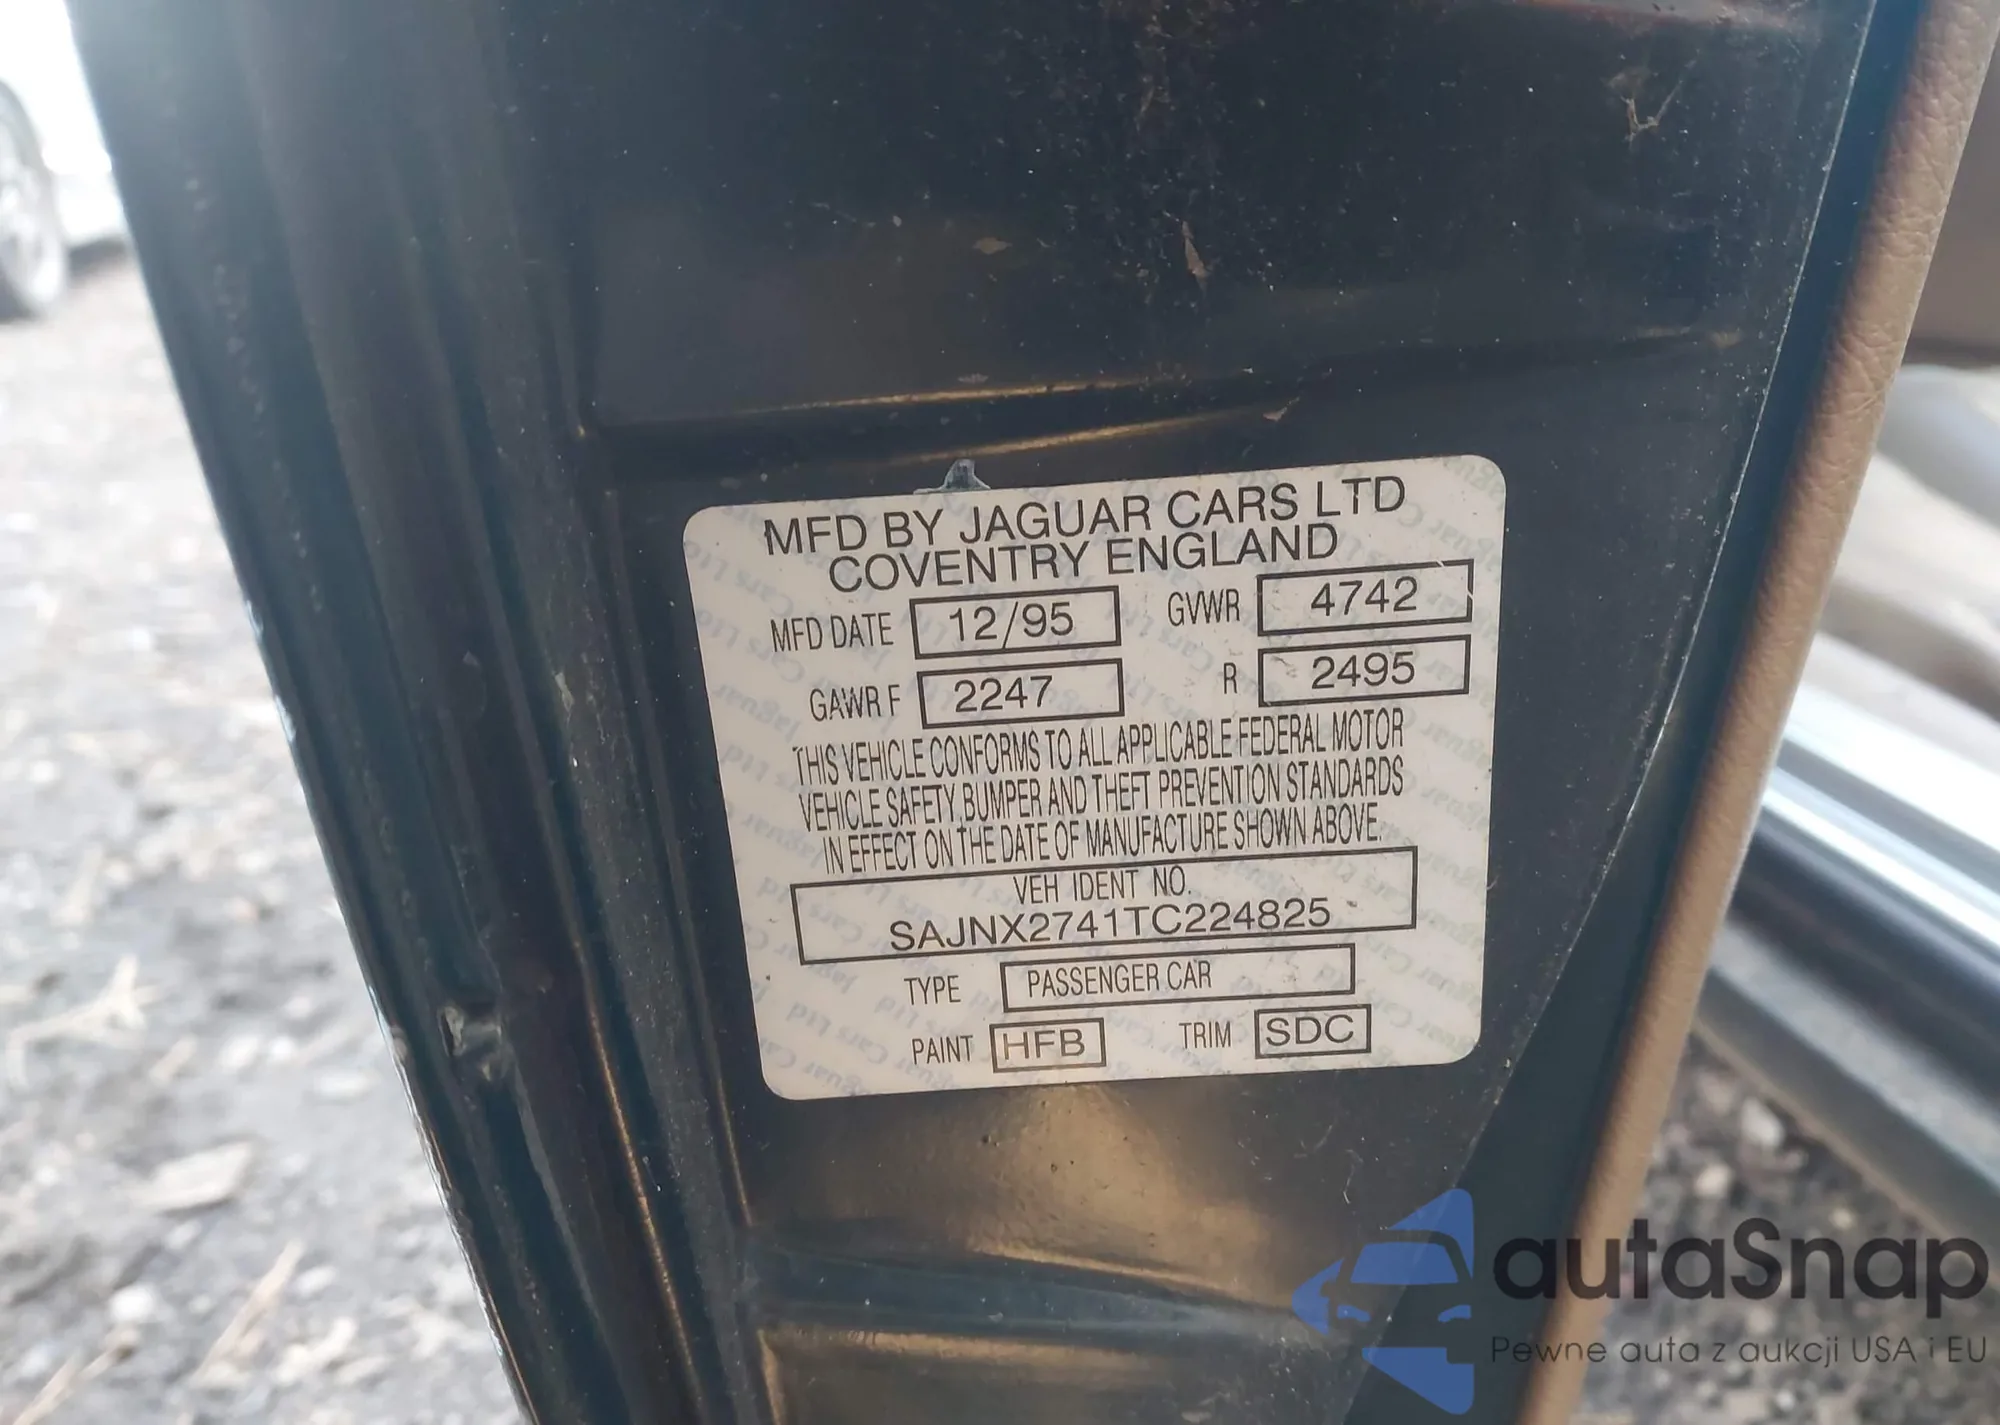 MFD BY JAGUAR CARS LTD
COVENTRY ENGLAND
MFD DATE 12/95 GVWR 4742
GAWR F 2247 R 2495
THIS VEHICLE CONFORMS TO ALL APPLICABLE FEDERAL MOTOR
VEHICLE SAFETY, BUMPER AND THEFT PREVENTION STANDARDS
IN EFFECT ON THE DATE OF MANUFACTURE SHOWN ABOVE.
VEH IDENT NO.
SAJNX2741TC224825
TYPE PASSENGER CAR
PAINT HFB TRIM SDC
autaSnap
Pewne auta z aukcji USA i EU